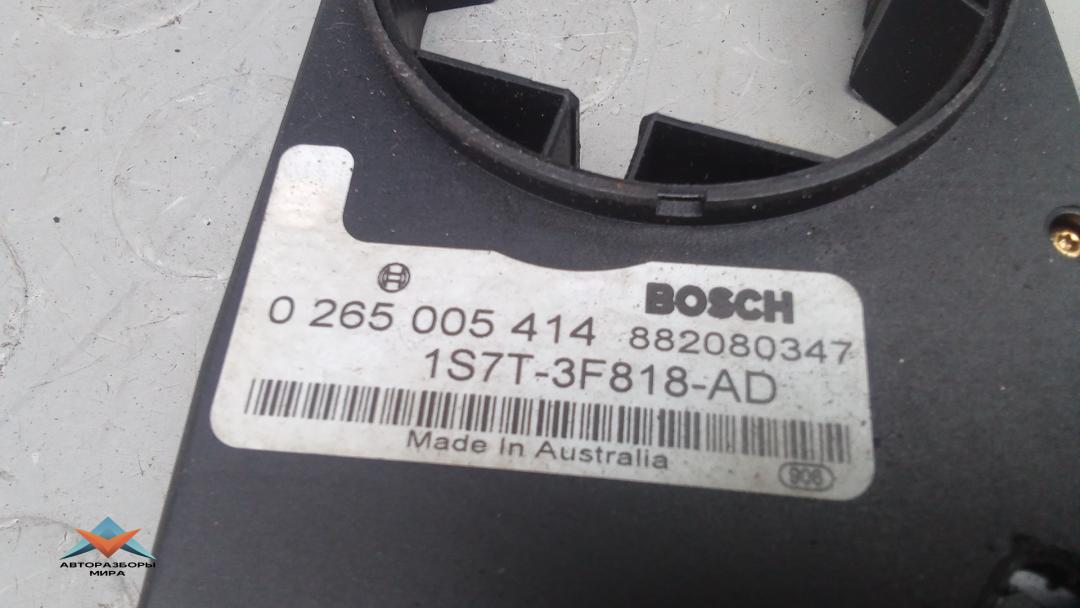 BOSCH
0 265 005 414 882080347
1S7T-3F818-AD
Made In Australia
906
АВТОРАЗБОРЫ
МИРА